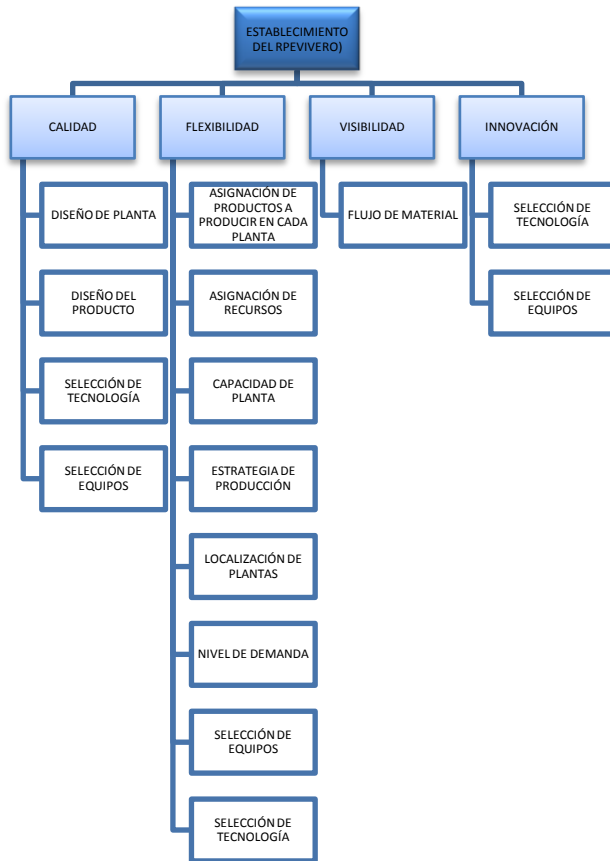 ESTABLECIMIENTO
DEL RPEVIVERO)
CALIDAD
FLEXIBILIDAD
VISIBILIDAD
INNOVACIÓN
DISEÑO DE PLANTA
DISEÑO DEL
PRODUCTO
SELECCIÓN DE
TECNOLOGÍA
SELECCIÓN DE
EQUIPOS
ASIGNACIÓN DE
PRODUCTOS A
PRODUCIR EN CADA
PLANTA
ASIGNACIÓN DE
RECURSOS
CAPACIDAD DE
PLANTA
ESTRATEGIA DE
PRODUCCIÓN
LOCALIZACIÓN DE
PLANTAS
NIVEL DE DEMANDA
SELECCIÓN DE
EQUIPOS
SELECCIÓN DE
TECNOLOGÍA
FLUJO DE MATERIAL
SELECCIÓN DE
TECNOLOGÍA
SELECCIÓN DE
EQUIPOS